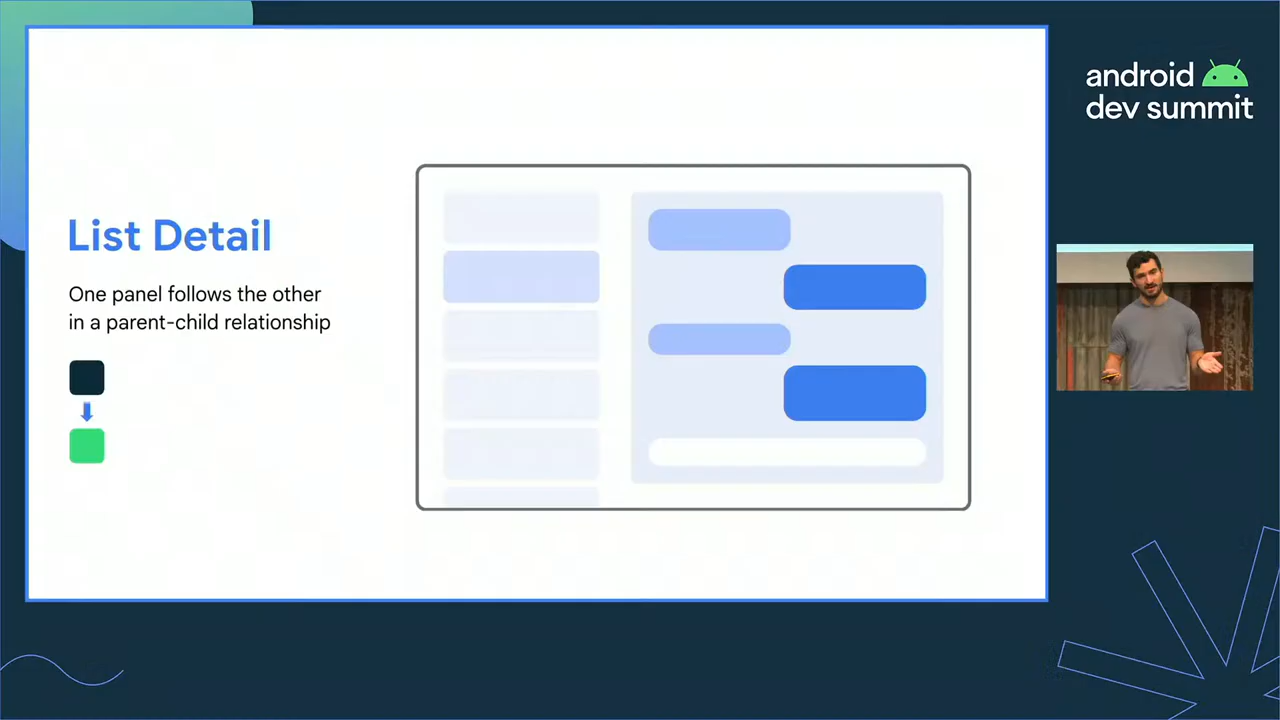 List Detail
One panel follows the other
in a parent-child relationship
android
dev summit